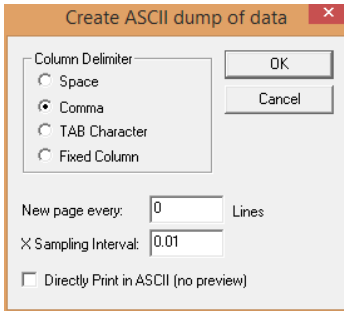 Create ASCII dump of data
Column Delimiter
Space
Comma
TAB Character
Fixed Column
OK
Cancel
New page every: 0 Lines
X Sampling Interval: 0.01
Directly Print in ASCII (no preview)